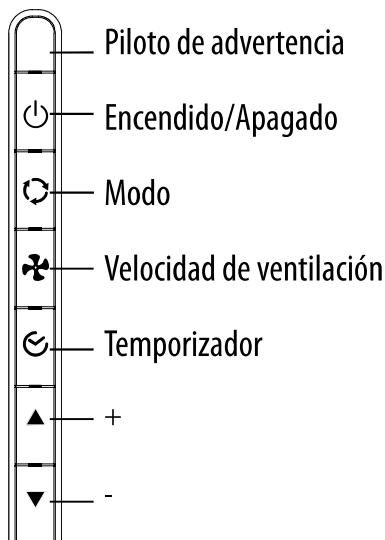 Piloto de advertencia
Encendido/Apagado
Modo
Velocidad de ventilación
Temporizador
+
-